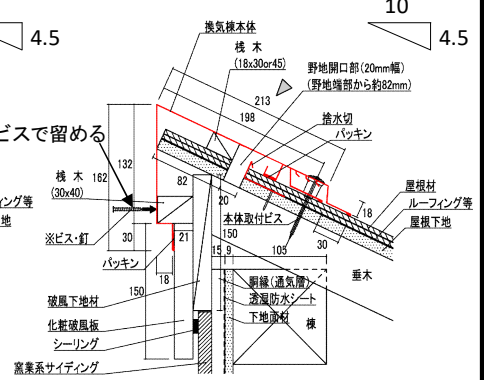 10
4.5
4.5
換気棟本体
桟 木
(18x30or45)
野地開口部(20mm幅)
(野地端部から約82mm)
213
198
捨水切
パッキン
ビスで留める
132
162
桟 木
(30x40)
ング等
地
82
20
屋根材
ルーフィング等
屋根下地
18
※ビス・釘
30
21
本体取付ビス
150
30
105
15
9
パッキン
18
垂木
150
破風下地材
胴縁(通気層)
透湿防水シート
下地面材
棟
化粧破風板
シーリング
窯業系サイディング